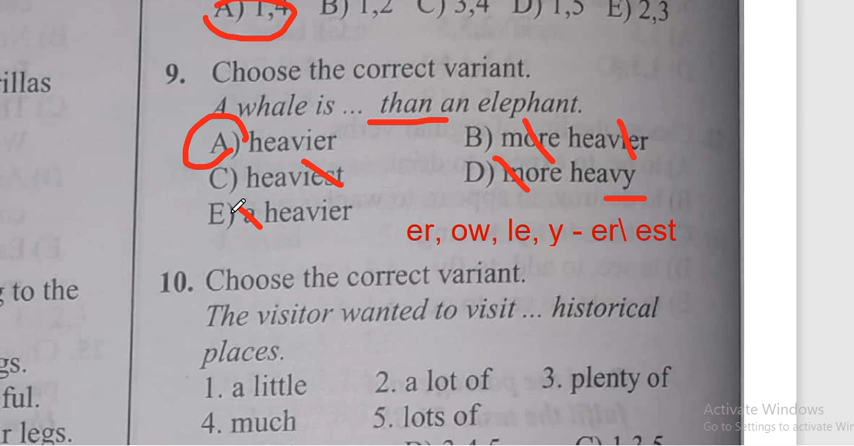 A) 1,4 B) 1,2 C) 3,4 D) 1,5 E) 2,3
rillas
9. Choose the correct variant.
A whale is ... than an elephant.
A) heavier B) more heavier
C) heaviest D) more heavy
E) a heavier
er, ow, le, y - er\ est
to the
10. Choose the correct variant.
The visitor wanted to visit ... historical
places.
gs.
1. a little 2. a lot of 3. plenty of
ful.
4. much 5. lots of
r legs.
Activate Windows
Go to Settings to activate Win